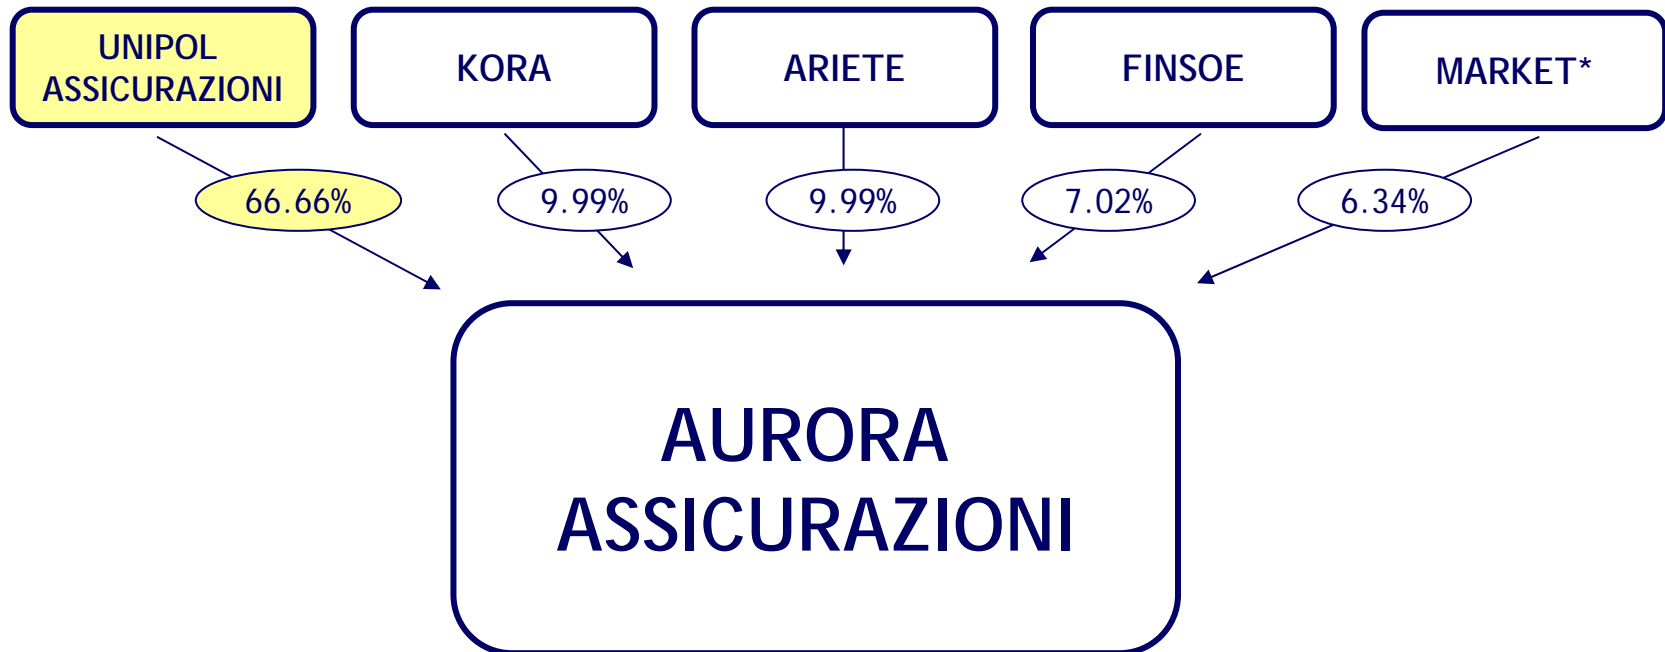 UNIPOL
ASSICURAZIONI
KORA
ARIETE
FINSOE
MARKET*
66.66%
9.99%
9.99%
7.02%
6.34%
AURORA
ASSICURAZIONI